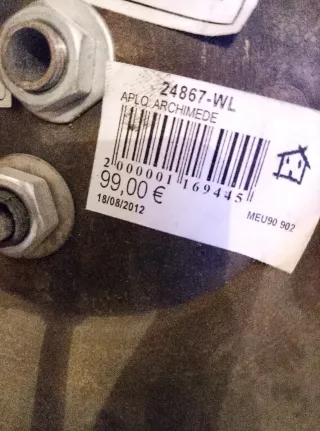 24867-WL
APLQ. ARCHIMEDE
2 000001 169445
99,00 €
18/08/2012
MEU90 902